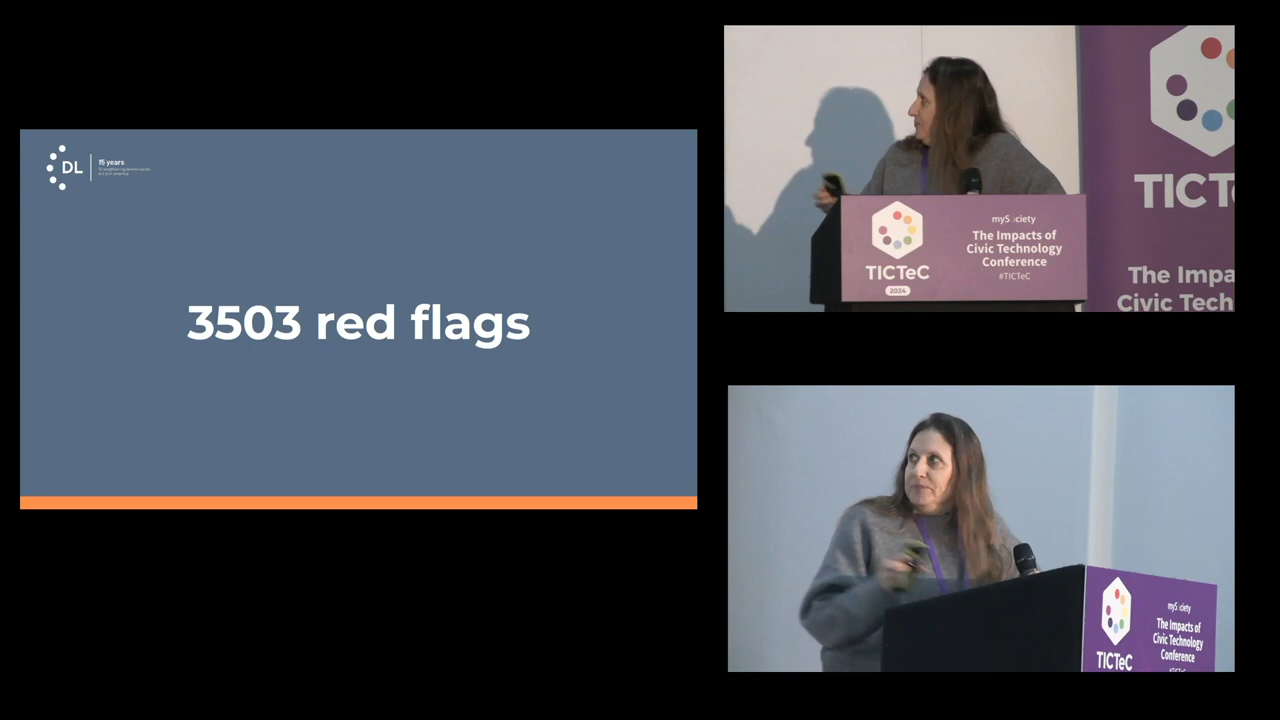 DL
15 years
3503 red flags
TICTeC
2024
mySociety
The Impacts of
Civic Technology
Conference
#TICTeC
TICTe
The Impa
Civic Tech
TICTeC
mySociety
The Impacts of
Civic Technology
Conference